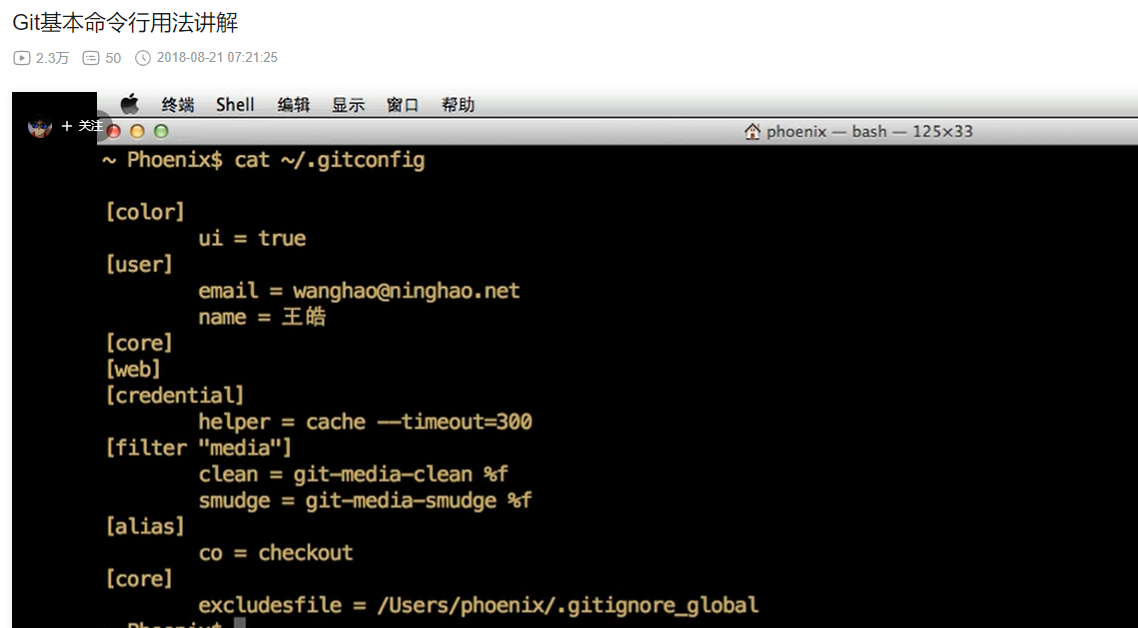 Git基本命令行用法讲解
2.3万 50 2018-08-21 07:21:25
终端 Shell 编辑 显示 窗口 帮助
+ 关注
phoenix — bash — 125×33
~ Phoenix$ cat ~/.gitconfig
[color]
ui = true
[user]
email = wanghao@ninghao.net
name = 王皓
[core]
[web]
[credential]
helper = cache --timeout=300
[filter "media"]
clean = git-media-clean %f
smudge = git-media-smudge %f
[alias]
co = checkout
[core]
excludesfile = /Users/phoenix/.gitignore_global
Phoenix$